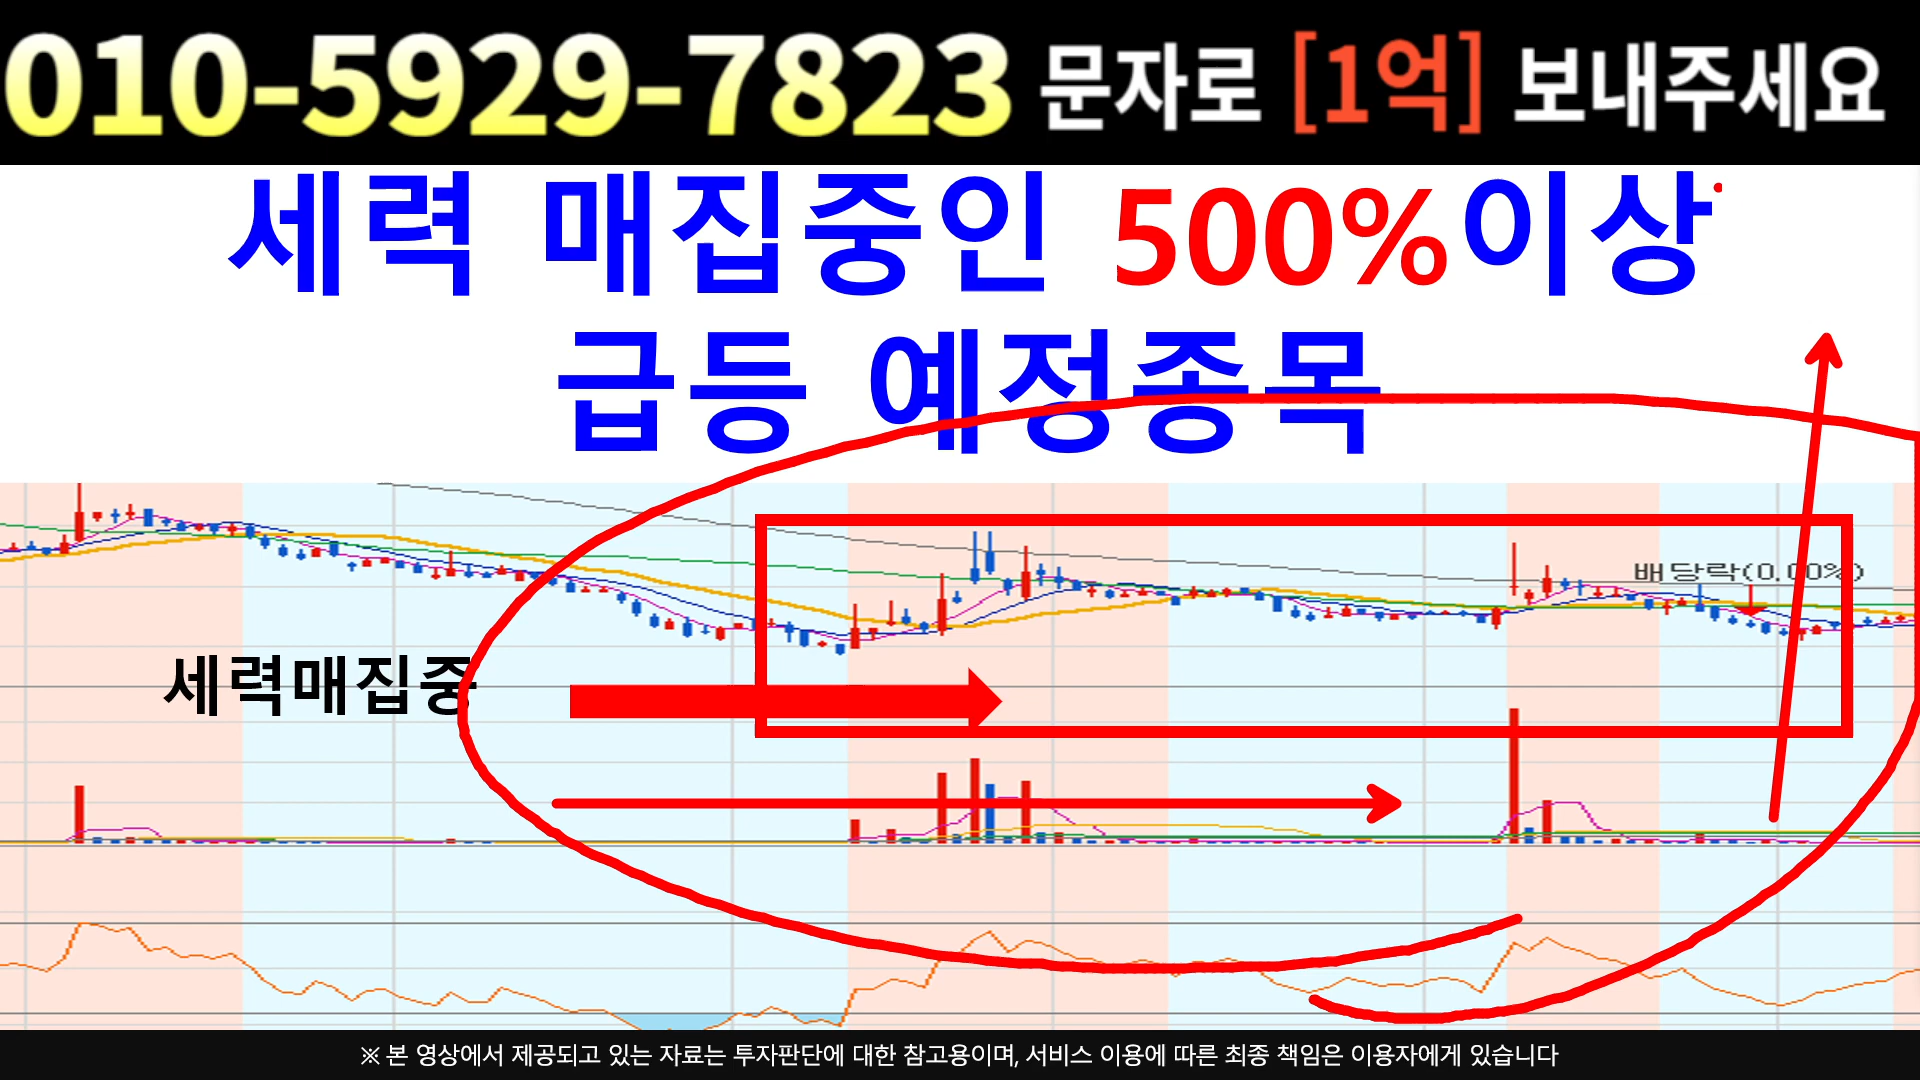 010-5929-7823 문자로 [1억] 보내주세요
세력 매집중인 500%이상
급등 예정종목
배당락(0.00%)
세력매집중
※ 본 영상에서 제공되고 있는 자료는 투자판단에 대한 참고용이며, 서비스 이용에 따른 최종 책임은 이용자에게 있습니다